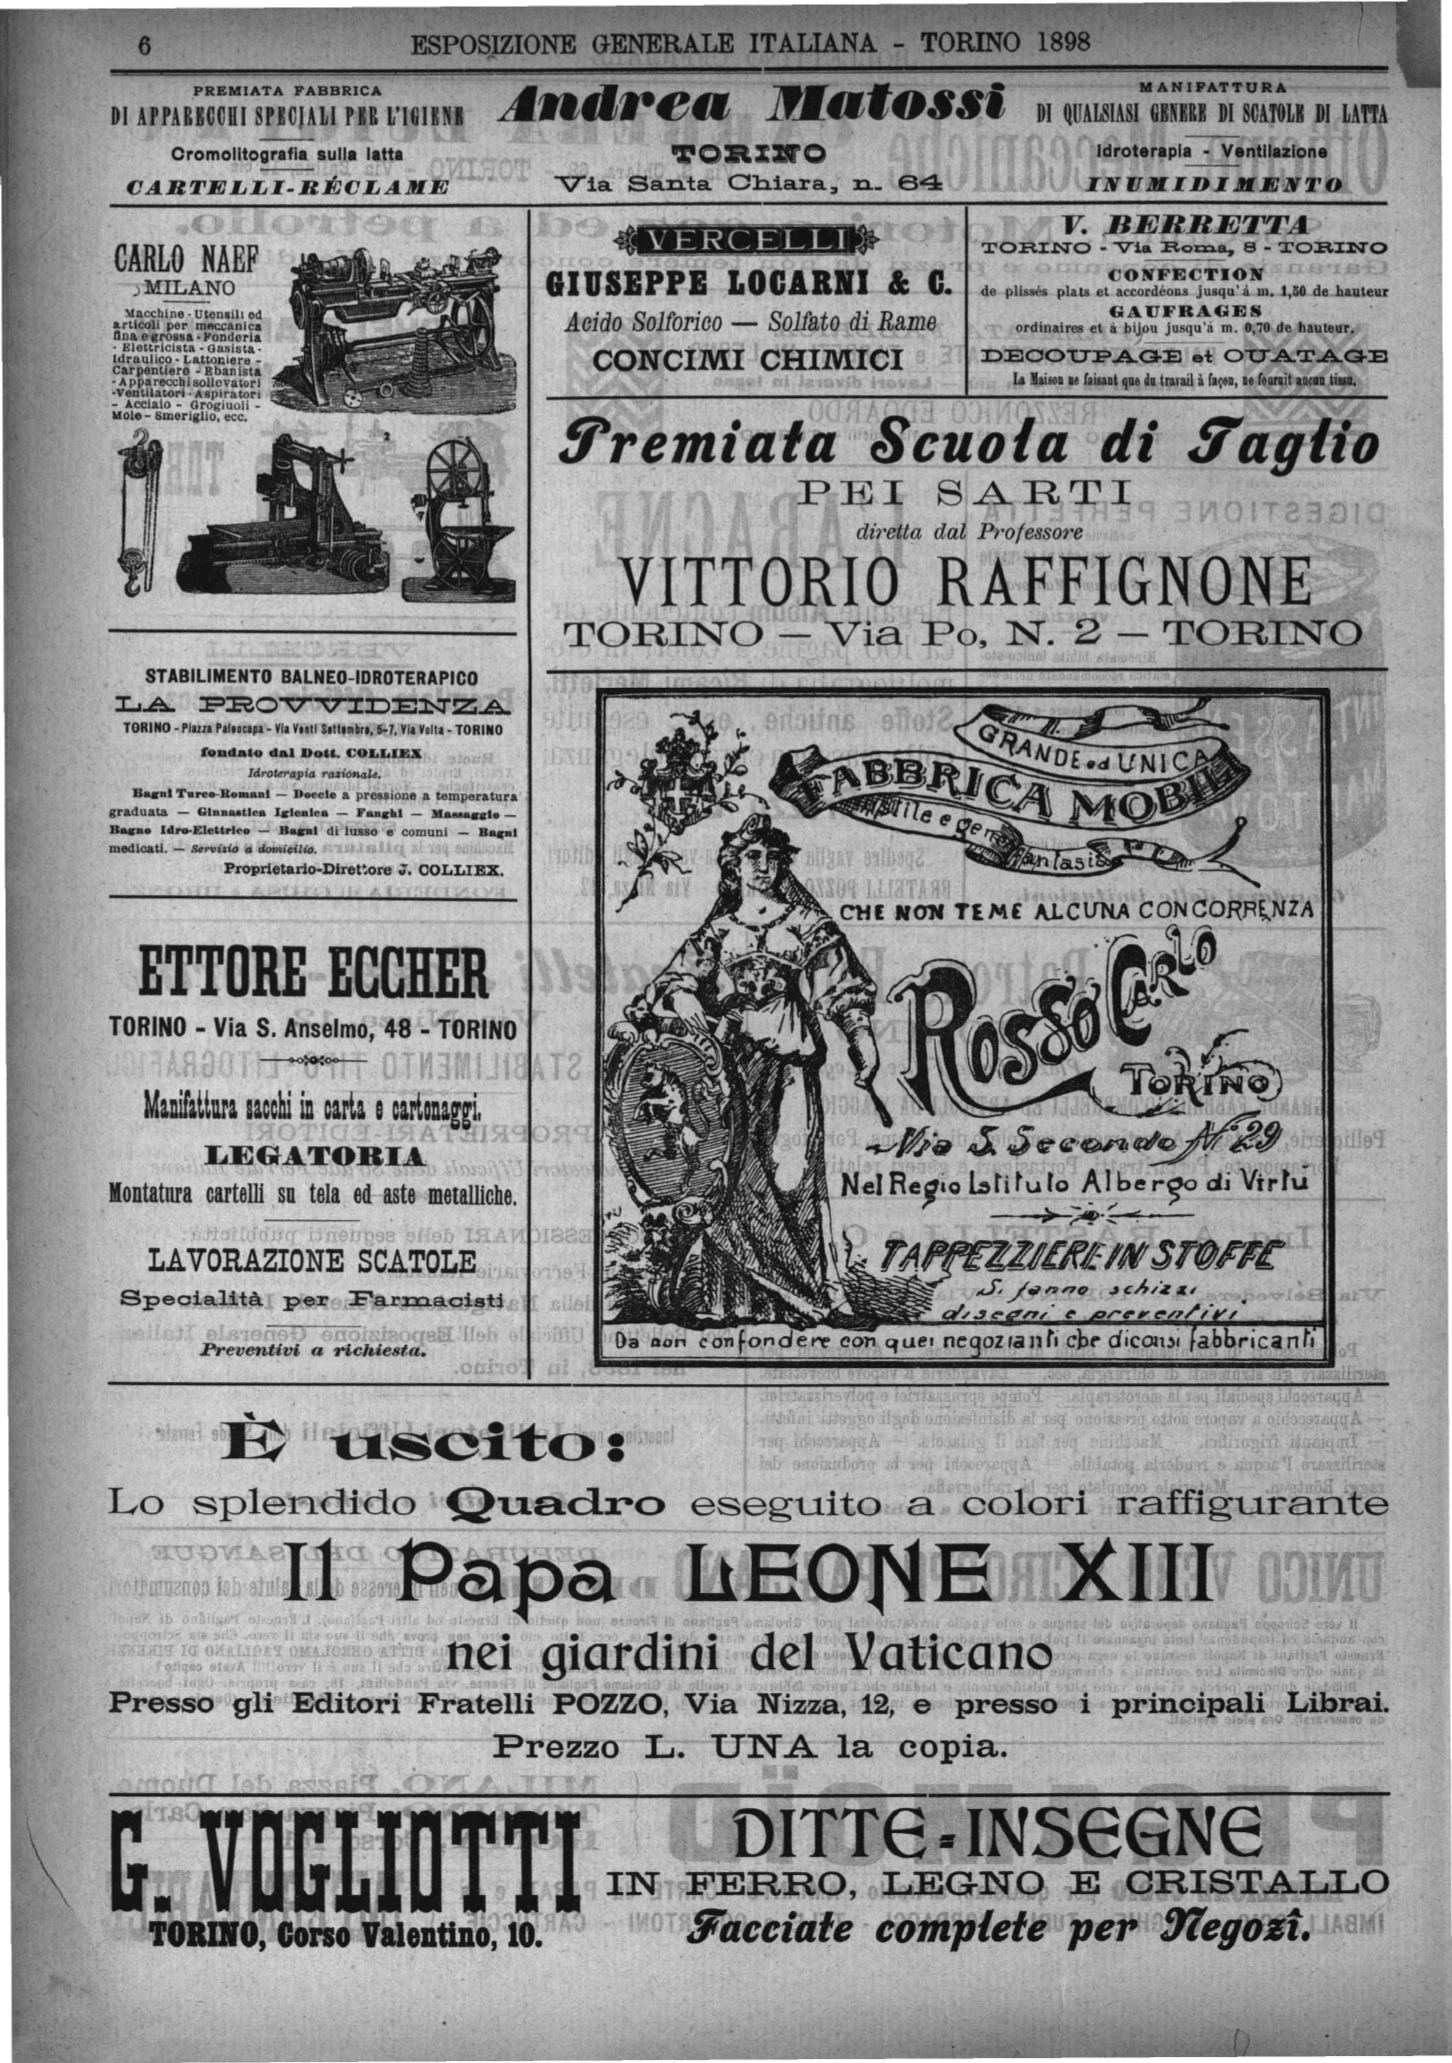 6
ESPOSIZIONE GENERALE ITALIANA - TORINO 1898
PREMIATA FABBRICA
DI APPARECCHI SPECIALI PER L'IGIENE
Cromolitografia sulla latta
CARTELLI-RÉCLAME
Andrea Matossi
TORINO
Via Santa Chiara, n. 64
MANIFATTURA
DI QUALSIASI GENERE DI SCATOLE DI LATTA
Idroterapia - Ventilazione
INUMIDIMENTO
CARLO NAEF
MILANO
Macchine - Utensili ed
articoli per meccanica
fina e grossa - Fonderia
- Elettricista - Gasista -
Idraulico - Lattoniere -
Carpentiere - Ebanista
- Apparecchi sollevatori
- Ventilatori - Aspiratori
- Acciaio - Grogiuoli -
Mole - Smeriglio, ecc.
STABILIMENTO BALNEO-IDROTERAPICO
LA PROVVIDENZA
TORINO - Piazza Paleocapa - Via Venti Settembre, 5-7, Via Volta - TORINO
fondato dal Dott. COLLIEX
Idroterapia razionale.
Bagni Turco-Romani — Doccie a pressione a temperatura
graduata — Ginnastica Igienica — Fanghi — Massaggio —
Bagno Idro-Elettrico — Bagni di lusso e comuni — Bagni
medicati. — Servizio a domicilio.
Proprietario-Direttore J. COLLIEX.
ETTORE ECCHER
TORINO - Via S. Anselmo, 48 - TORINO
Manifattura sacchi in carta e cartonaggi.
LEGATORIA
Montatura cartelli su tela ed aste metalliche.
LAVORAZIONE SCATOLE
Specialità per Farmacisti
Preventivi a richiesta.
VERCELLI
GIUSEPPE LOCARNI & C.
Acido Solforico — Solfato di Rame
CONCIMI CHIMICI
V. BERRETTA
TORINO - Via Roma, 8 - TORINO
CONFECTION
de plissés plats et accordéons jusqu'à m. 1,50 de hauteur
GAUFRAGES
ordinaires et à bijou jusqu'à m. 0,70 de hauteur.
DECOUPAGE et OUATAGE
La Maison ne faisant que du travail à façon, ne fournit aucun tissu.
Premiata Scuola di Taglio
PEI SARTI
diretta dal Professore
VITTORIO RAFFIGNONE
TORINO — Via Po, N. 2 — TORINO
GRANDE ed UNICA
FABBRICA MOBILI
in stile e genere
fantasia
CHE NON TEME ALCUNA CONCORRENZA
ROSSO CARLO
TORINO
Via S. Secondo N. 29
Nel Regio Istituto Albergo di Virtù
TAPPEZZIERE IN STOFFE
Si fanno schizzi
disegni e preventivi
Da non confondere con quei negozianti che diconsi fabbricanti
È uscito:
Lo splendido Quadro eseguito a colori raffigurante
Il Papa LEONE XIII
nei giardini del Vaticano
Presso gli Editori Fratelli POZZO, Via Nizza, 12, e presso i principali Librai.
Prezzo L. UNA la copia.
G. VOGLIOTTI
TORINO, Corso Valentino, 10.
DITTE-INSEGNE
IN FERRO, LEGNO E CRISTALLO
Facciate complete per Negozî.